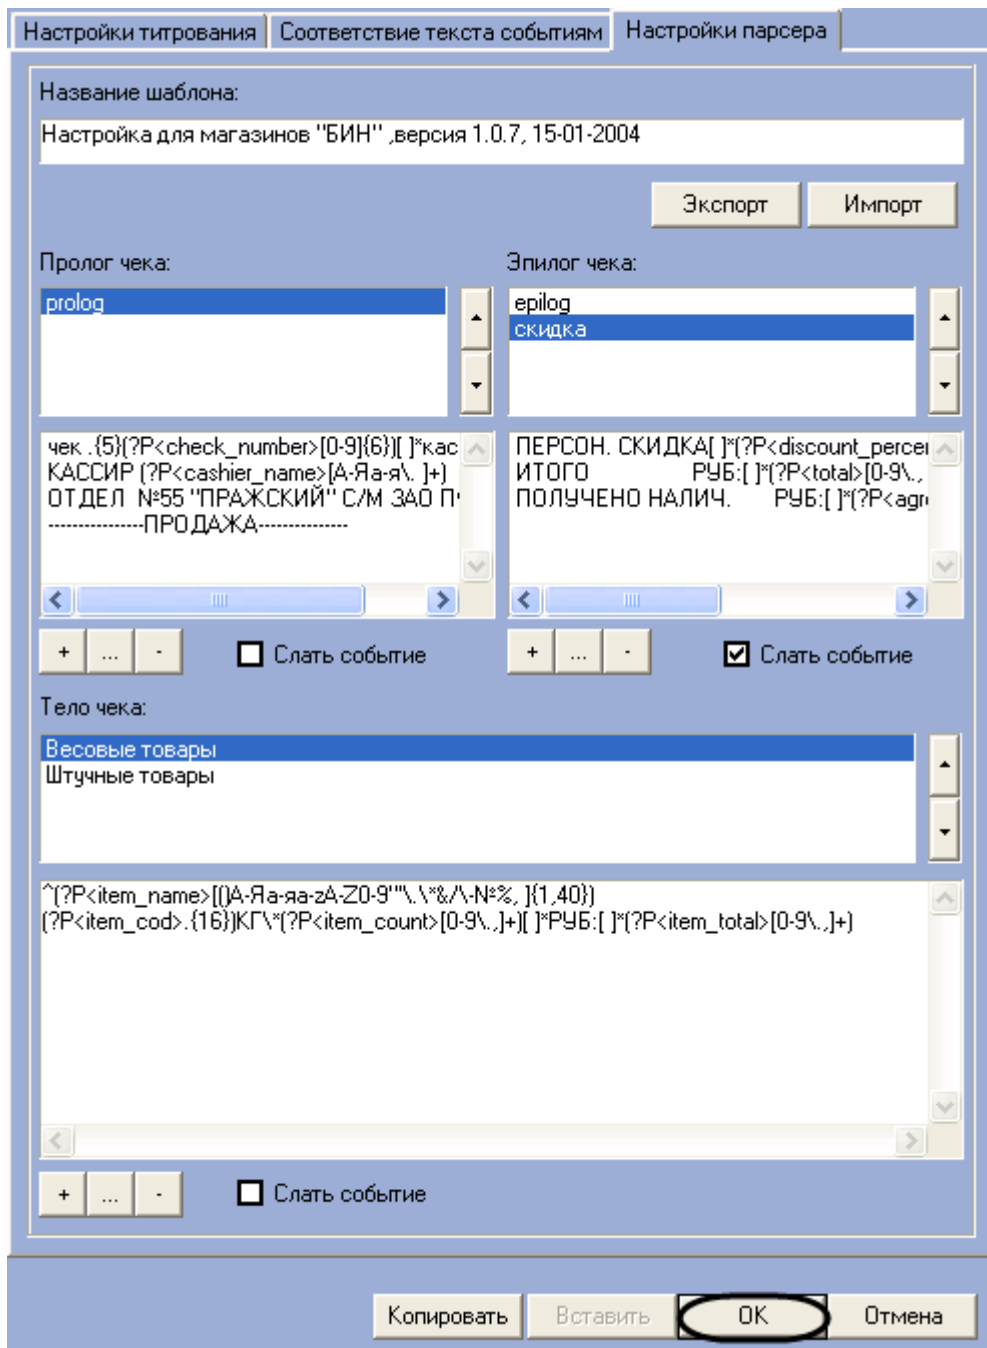 Настройки титрования Соответствие текста событиям Настройки парсера
Название шаблона:
Настройка для магазинов "БИН" ,версия 1.0.7, 15-01-2004
Экспорт Импорт
Пролог чека: Эпилог чека:
prolog epilog
скидка
чек .{5}(?P<check_number>[0-9]{6})[ ]*кас
КАССИР (?P<cashier_name>[А-Яа-я\. ]+)
ОТДЕЛ  №55 "ПРАЖСКИЙ" С/М ЗАО П
---------------ПРОДАЖА--------------
ПЕРСОН. СКИДКА[ ]*(?P<discount_percer
ИТОГО РУБ:[ ]*(?P<total>[0-9\.,
ПОЛУЧЕНО НАЛИЧ. РУБ:[ ]*(?P<agr
+ ... - Слать событие + ... - Слать событие
Тело чека:
Весовые товары
Штучные товары
^(?P<item_name>[()А-Яа-яa-zA-Z0-9'"\.\*&/\-№%, ]{1,40})
(?P<item_cod>.{16})КГ\*(?P<item_count>[0-9\.,]+)[ ]*РУБ:[ ]*(?P<item_total>[0-9\.,]+)
+ ... - Слать событие
Копировать Вставить OK Отмена